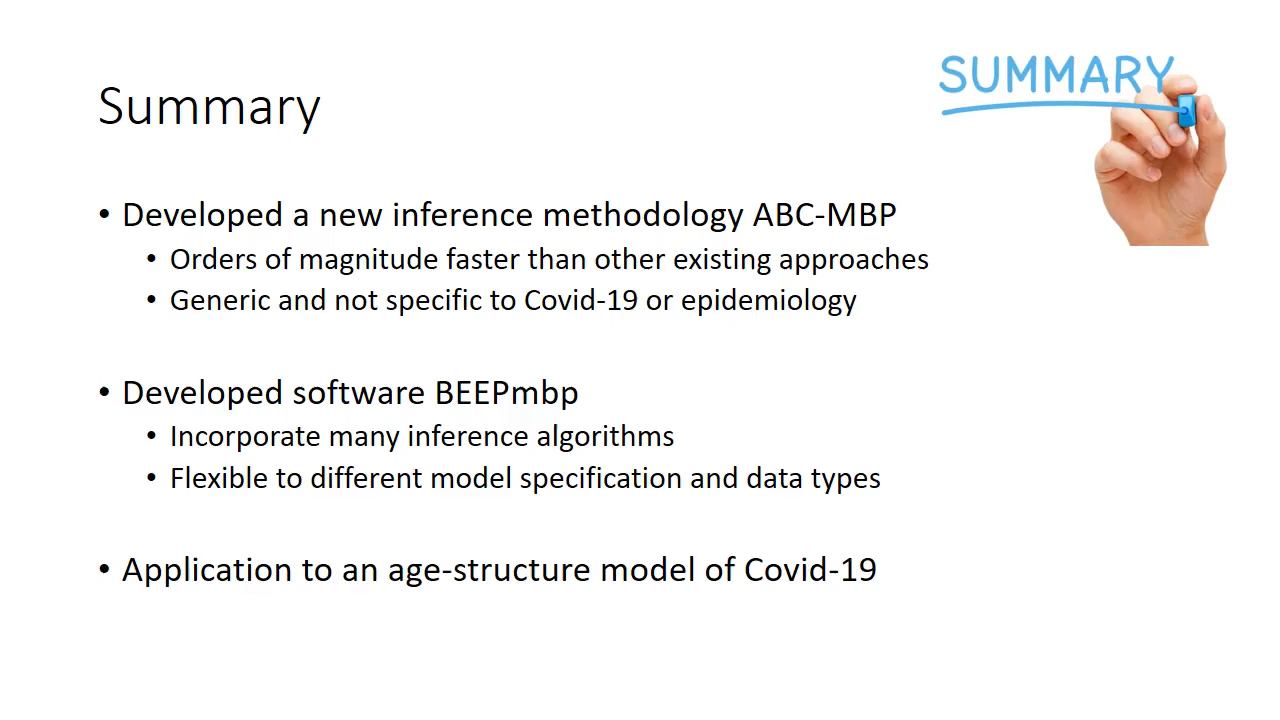 SUMMARY
Summary
• Developed a new inference methodology ABC-MBP
• Orders of magnitude faster than other existing approaches
• Generic and not specific to Covid-19 or epidemiology
• Developed software BEEPmbp
• Incorporate many inference algorithms
• Flexible to different model specification and data types
• Application to an age-structure model of Covid-19